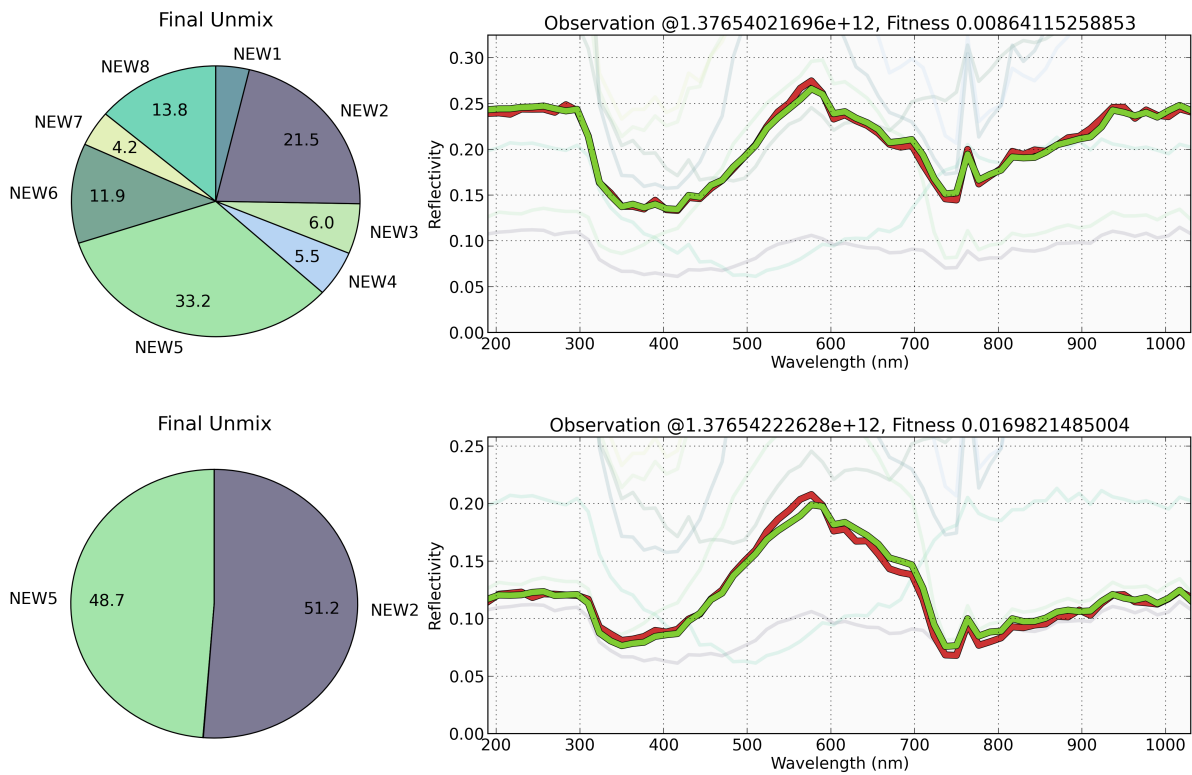 Final Unmix
NEW1
NEW2
21.5
NEW3
6.0
NEW4
5.5
NEW5
33.2
NEW6
11.9
NEW7
4.2
NEW8
13.8
Observation @1.37654021696e+12, Fitness 0.00864115258853
Reflectivity
0.30
0.25
0.20
0.15
0.10
0.05
0.00
200 300 400 500 600 700 800 900 1000
Wavelength (nm)
Final Unmix
NEW5
48.7
51.2
NEW2
Observation @1.37654222628e+12, Fitness 0.0169821485004
Reflectivity
0.25
0.20
0.15
0.10
0.05
0.00
200 300 400 500 600 700 800 900 1000
Wavelength (nm)